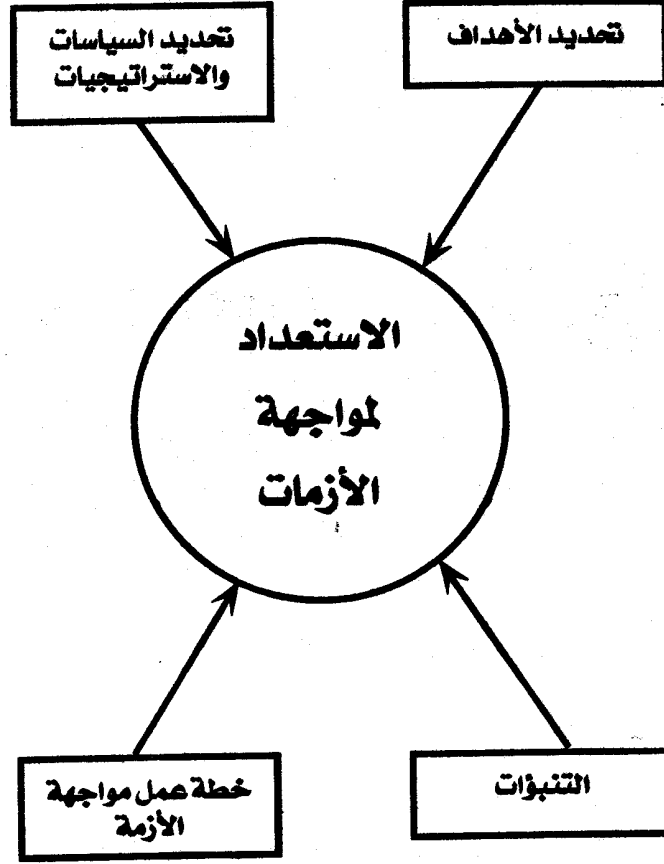 تحديد الأهداف
تحديد السياسات
والاستراتيجيات
الاستعداد
لمواجهة
الأزمات
التنبؤات
خطة عمل مواجهة
الأزمة